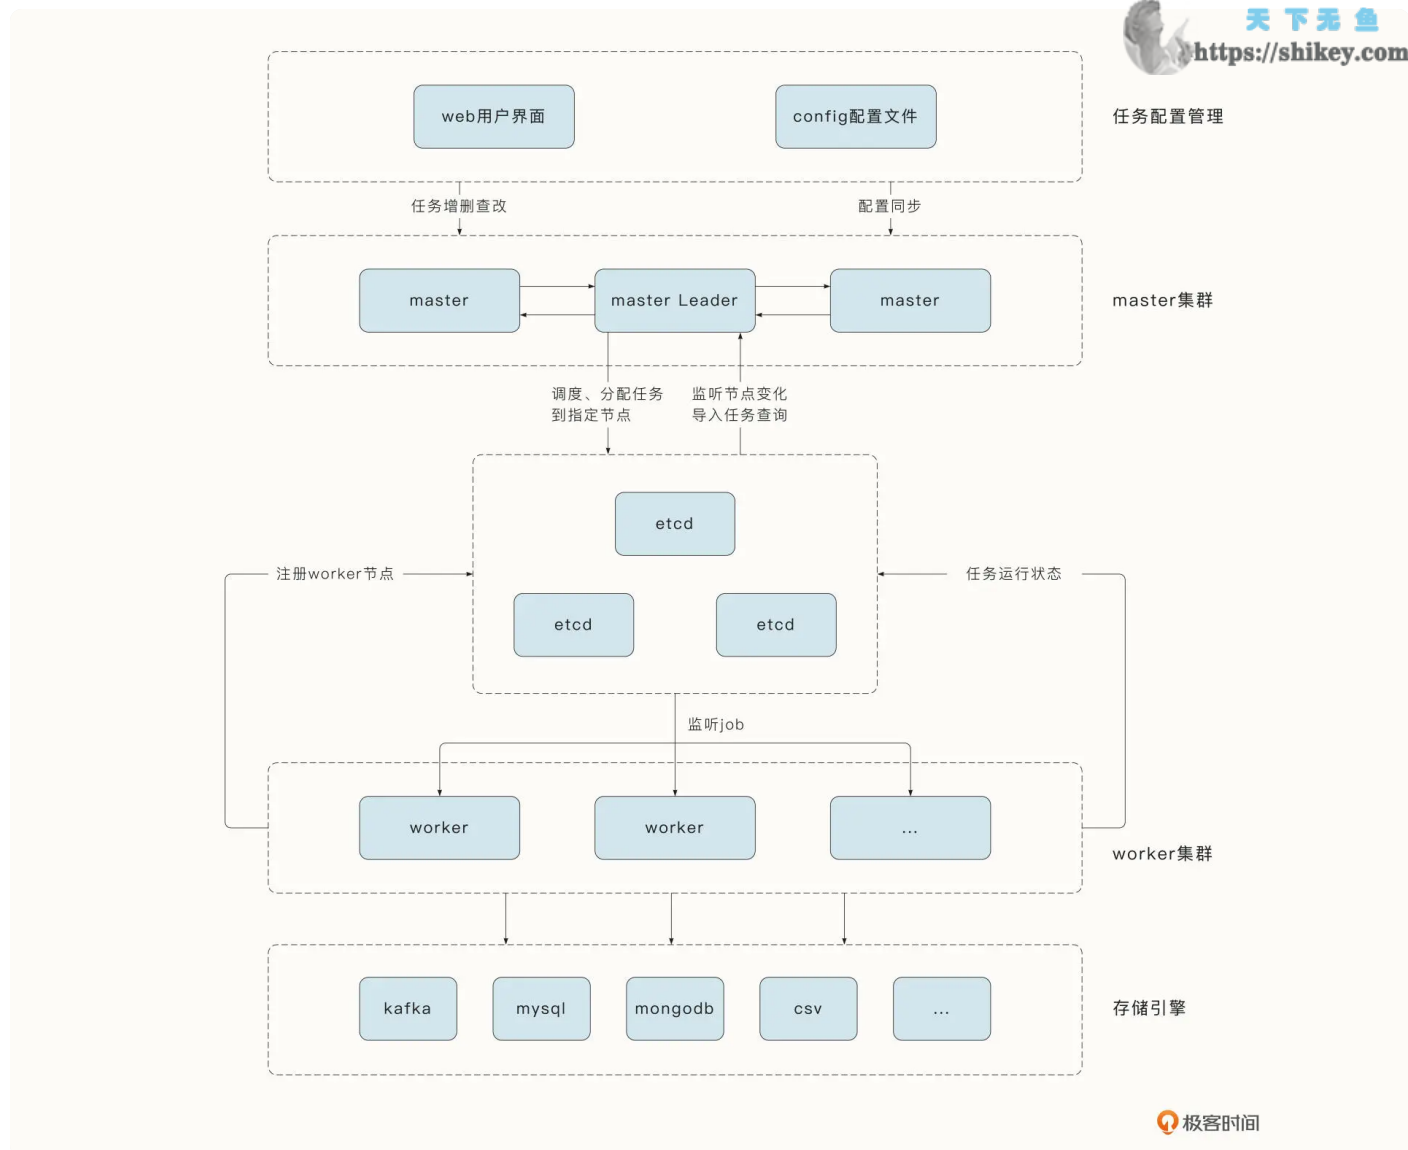 天下无鱼
https://shikey.com
web用户界面
config配置文件
任务配置管理
任务增删查改
配置同步
master
master Leader
master
master集群
调度、分配任务
到指定节点
监听节点变化
导入任务查询
etcd
注册worker节点
任务运行状态
etcd
etcd
监听job
worker
worker
...
worker集群
kafka
mysql
mongodb
csv
...
存储引擎
极客时间